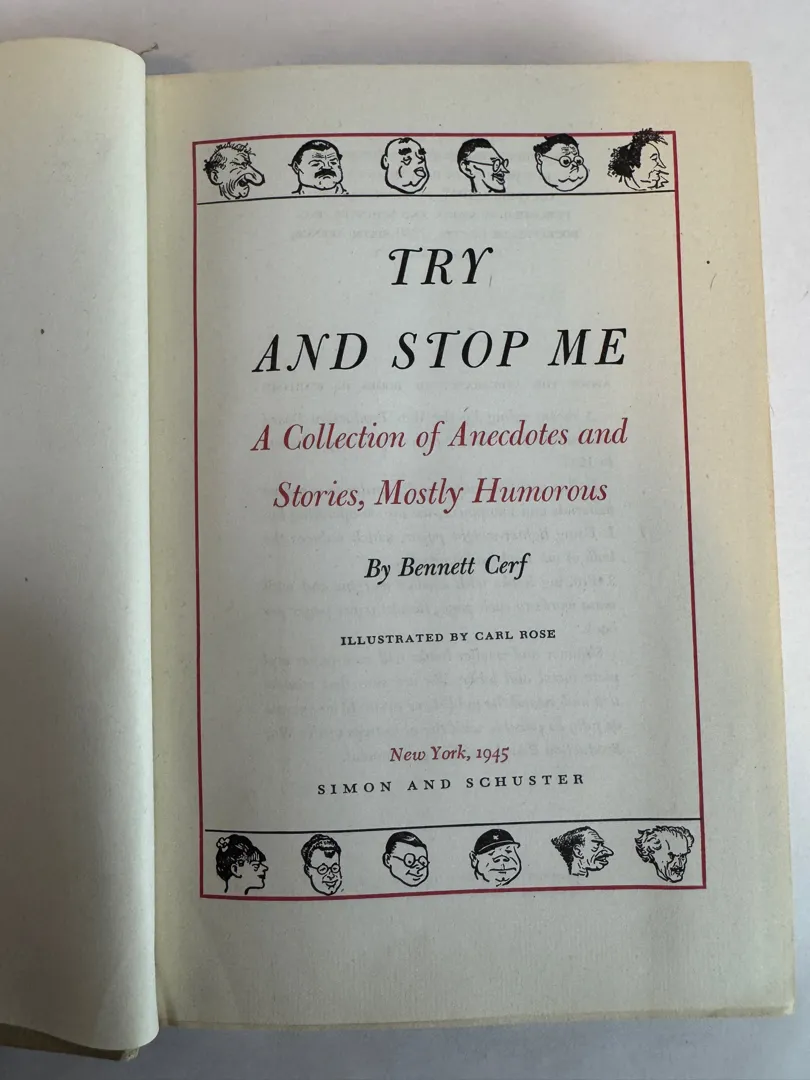 TRY
AND STOP ME
A Collection of Anecdotes and
Stories, Mostly Humorous
By Bennett Cerf
ILLUSTRATED BY CARL ROSE
New York, 1945
SIMON AND SCHUSTER